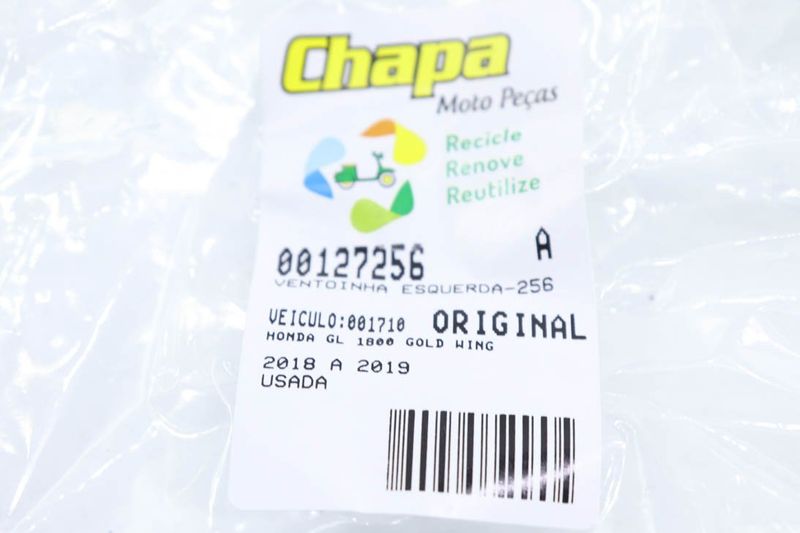 Chapa
Moto Peças
Recicle
Renove
Reutilize
00127256 A
VENTOINHA ESQUERDA-256
VEICULO:001710 ORIGINAL
HONDA GL 1800 GOLD WING
2018 A 2019
USADA